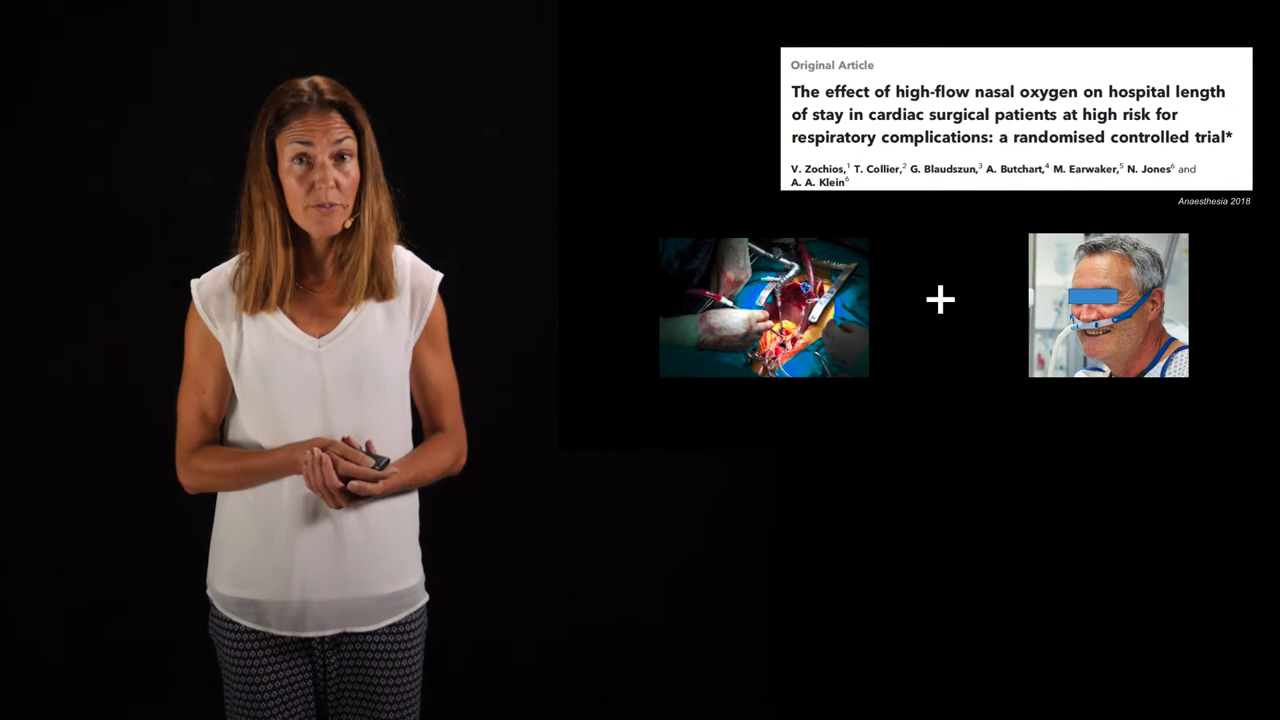 Original Article
The effect of high-flow nasal oxygen on hospital length
of stay in cardiac surgical patients at high risk for
respiratory complications: a randomised controlled trial*
V. Zochios,¹ T. Collier,² G. Blaudszun,³ A. Butchart,⁴ M. Earwaker,⁵ N. Jones⁶ and
A. A. Klein⁶
Anaesthesia 2018
+